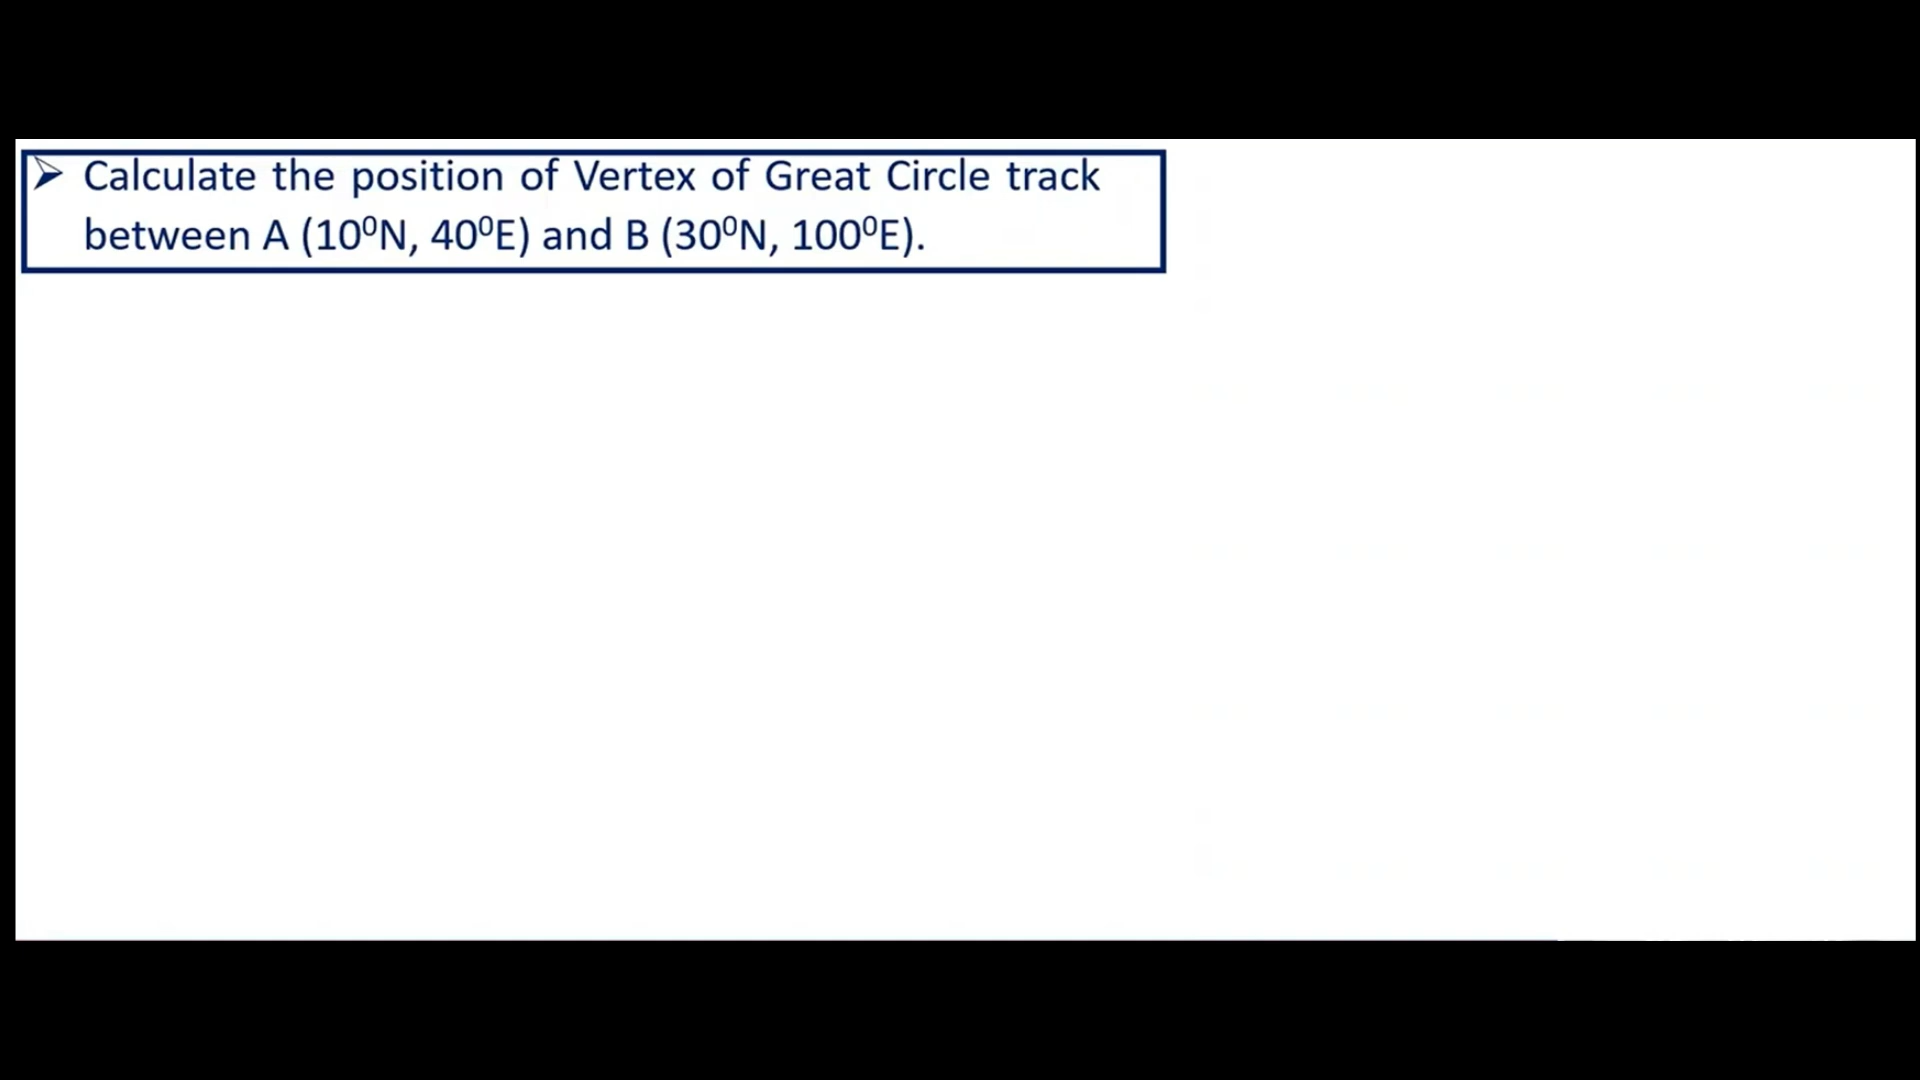 ➢ Calculate the position of Vertex of Great Circle track
between A (10⁰N, 40⁰E) and B (30⁰N, 100⁰E).